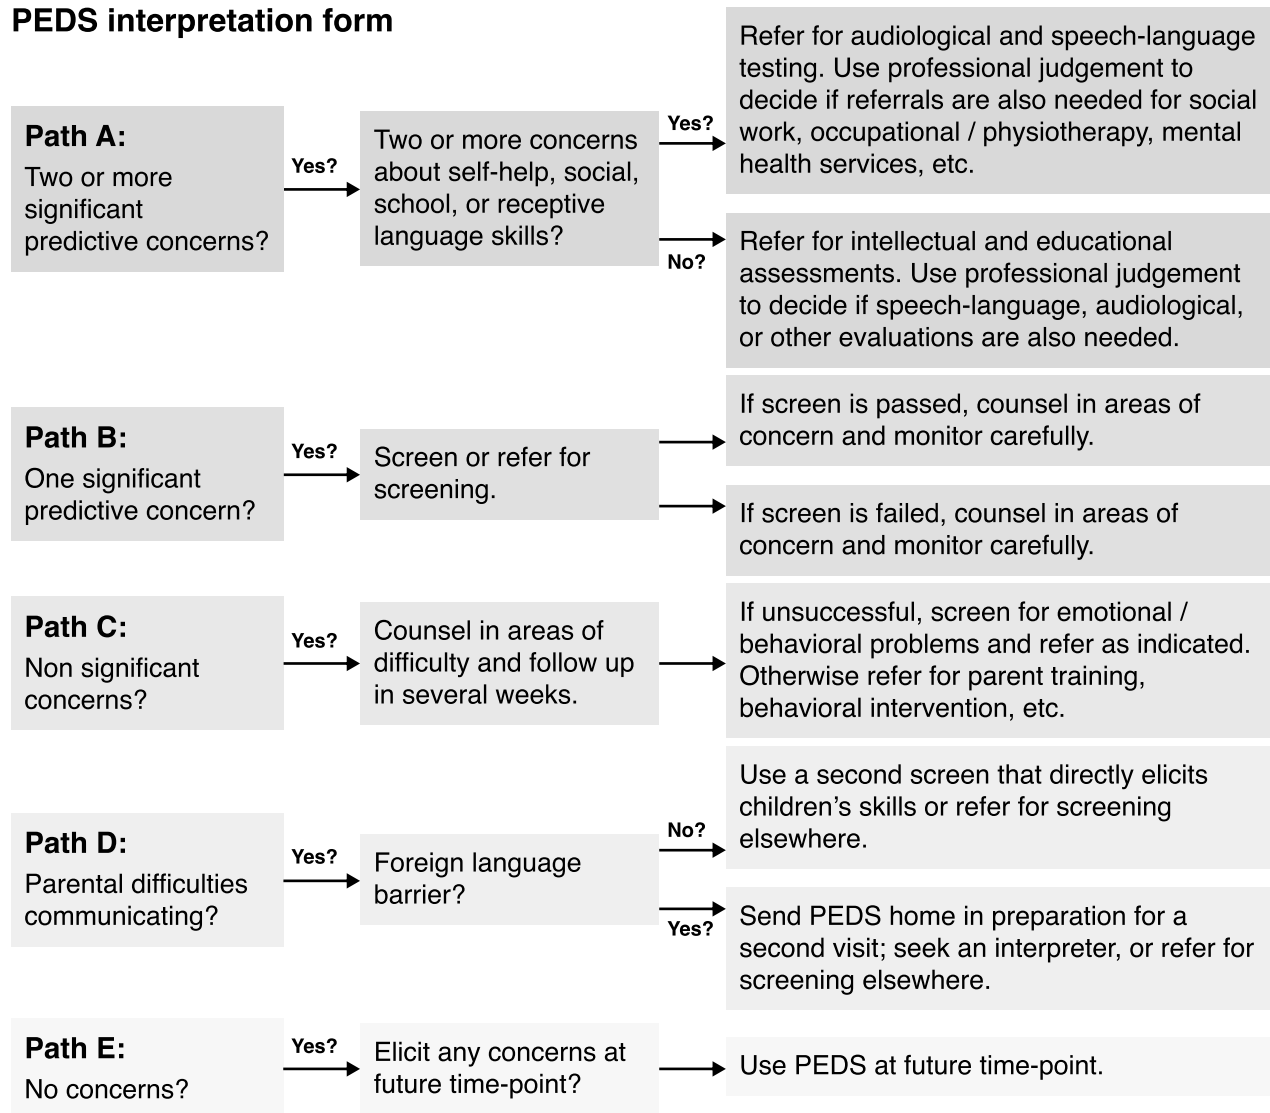 PEDS interpretation form
Path A:
Two or more
significant
predictive concerns?
Yes?
Two or more concerns
about self-help, social,
school, or receptive
language skills?
Yes?
Refer for audiological and speech-language
testing. Use professional judgement to
decide if referrals are also needed for social
work, occupational / physiotherapy, mental
health services, etc.
No?
Refer for intellectual and educational
assessments. Use professional judgement
to decide if speech-language, audiological,
or other evaluations are also needed.
Path B:
One significant
predictive concern?
Yes?
Screen or refer for
screening.
If screen is passed, counsel in areas of
concern and monitor carefully.
If screen is failed, counsel in areas of
concern and monitor carefully.
Path C:
Non significant
concerns?
Yes?
Counsel in areas of
difficulty and follow up
in several weeks.
If unsuccessful, screen for emotional /
behavioral problems and refer as indicated.
Otherwise refer for parent training,
behavioral intervention, etc.
Path D:
Parental difficulties
communicating?
Yes?
Foreign language
barrier?
No?
Use a second screen that directly elicits
children’s skills or refer for screening
elsewhere.
Yes?
Send PEDS home in preparation for a
second visit; seek an interpreter, or refer for
screening elsewhere.
Path E:
No concerns?
Yes?
Elicit any concerns at
future time-point?
Use PEDS at future time-point.